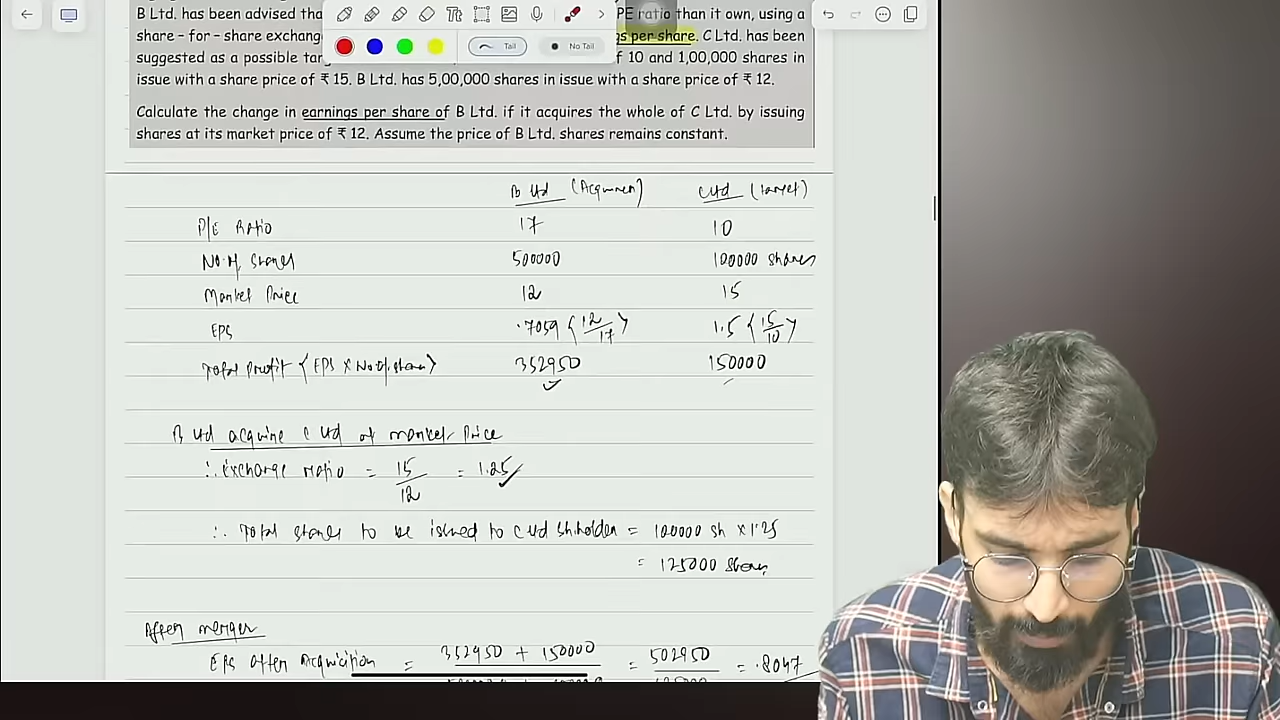 B Ltd. has been advised tha PE ratio than it own, using a
share – for – share exchang gs per share. C Ltd. has been
suggested as a possible tar of 10 and 1,00,000 shares in
issue with a share price of ₹ 15. B Ltd. has 5,00,000 shares in issue with a share price of ₹ 12.
Tail No Tail
Calculate the change in earnings per share of B Ltd. if it acquires the whole of C Ltd. by issuing
shares at its market price of ₹ 12. Assume the price of B Ltd. shares remains constant.
B Ltd (Acquirer) C Ltd (Target)
P/E Ratio 17 10
No. of shares 500000 100000 shares
Market Price 12 15
EPS .7059 {12/17} 1.5 {15/10}
Total Profit {EPS x No. of share} 352950 150000
B Ltd acquire C Ltd at market Price
∴ Exchange ratio = 15/12 = 1.25
∴ Total shares to be issued to C Ltd Shholder = 100000 sh x 1.25
= 125000 shares
After merger
EPS after Acquisition = 352950 + 150000 = 502950 = .8047